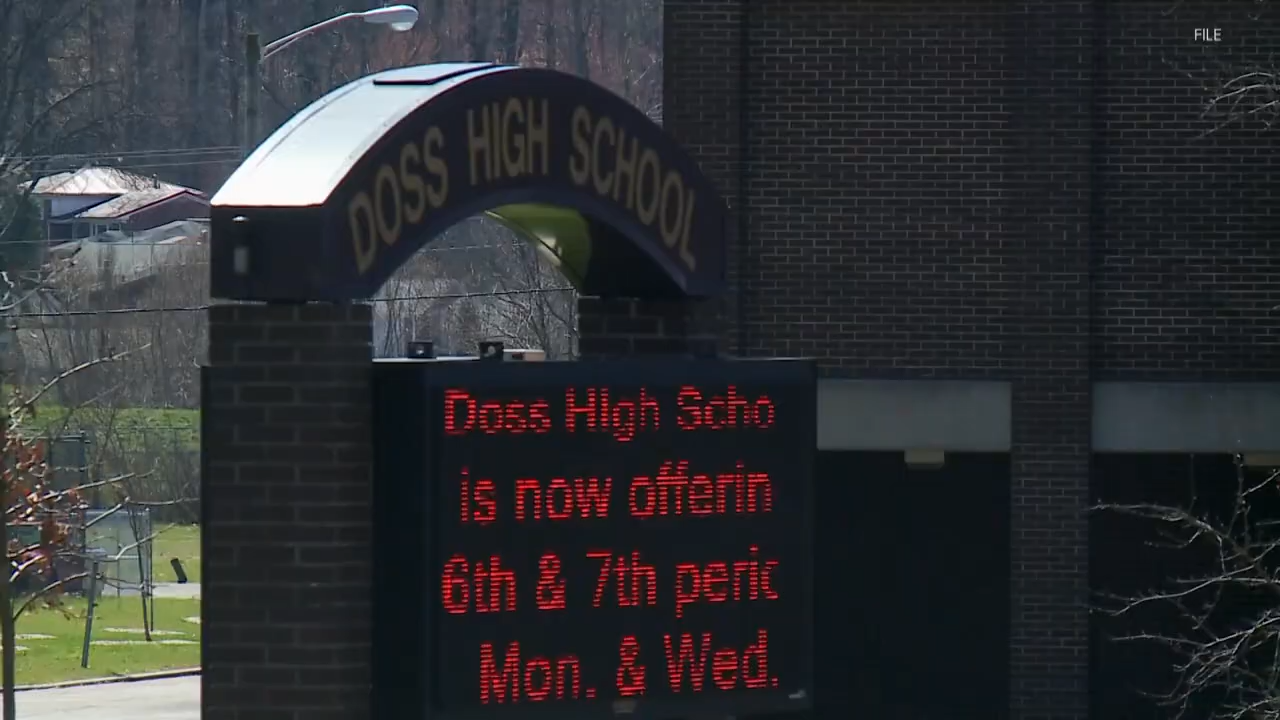 FILE
DOSS HIGH SCHOOL
Doss High Scho
is now offerin
6th & 7th peric
Mon. & Wed.